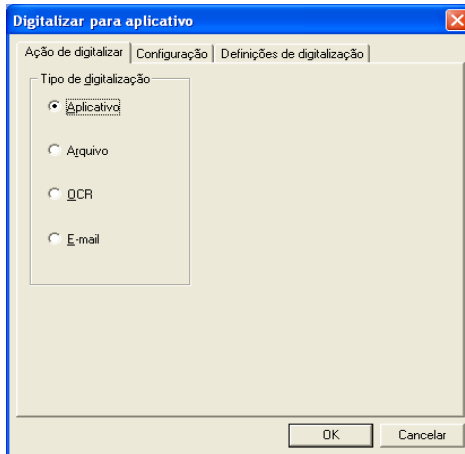 Digitalizar para aplicativo
Ação de digitalizar Configuração Definições de digitalização
Tipo de digitalização
Aplicativo
Arquivo
OCR
E-mail
OK Cancelar